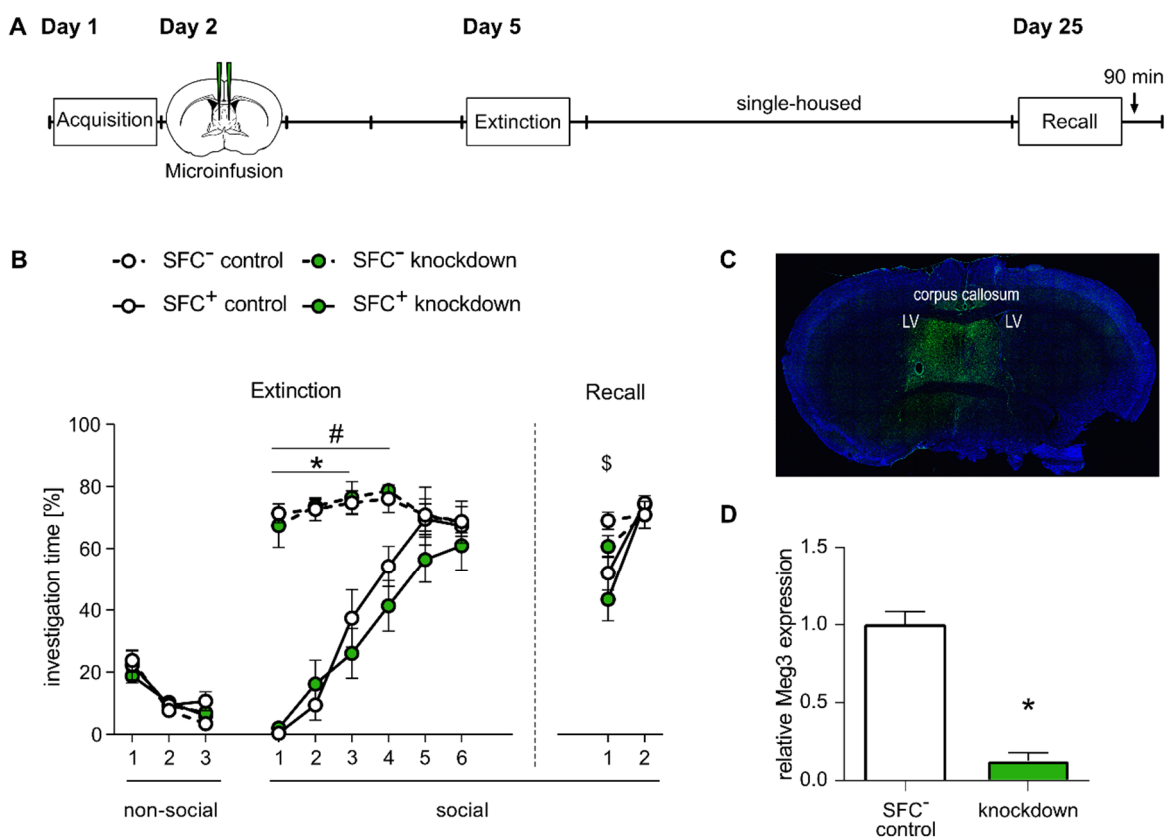 A
Day 1
Day 2
Day 5
Day 25
90 min
Acquisition
Microinfusion
Extinction
single-housed
Recall
B
SFC⁻ control
SFC⁻ knockdown
SFC⁺ control
SFC⁺ knockdown
Extinction
Recall
investigation time [%]
100
80
60
40
20
0
#
*
$
1 2 3
1 2 3 4 5 6
1 2
non-social
social
C
corpus callosum
LV
LV
D
relative Meg3 expression
1.5
1.0
0.5
0.0
*
SFC⁻
control
knockdown